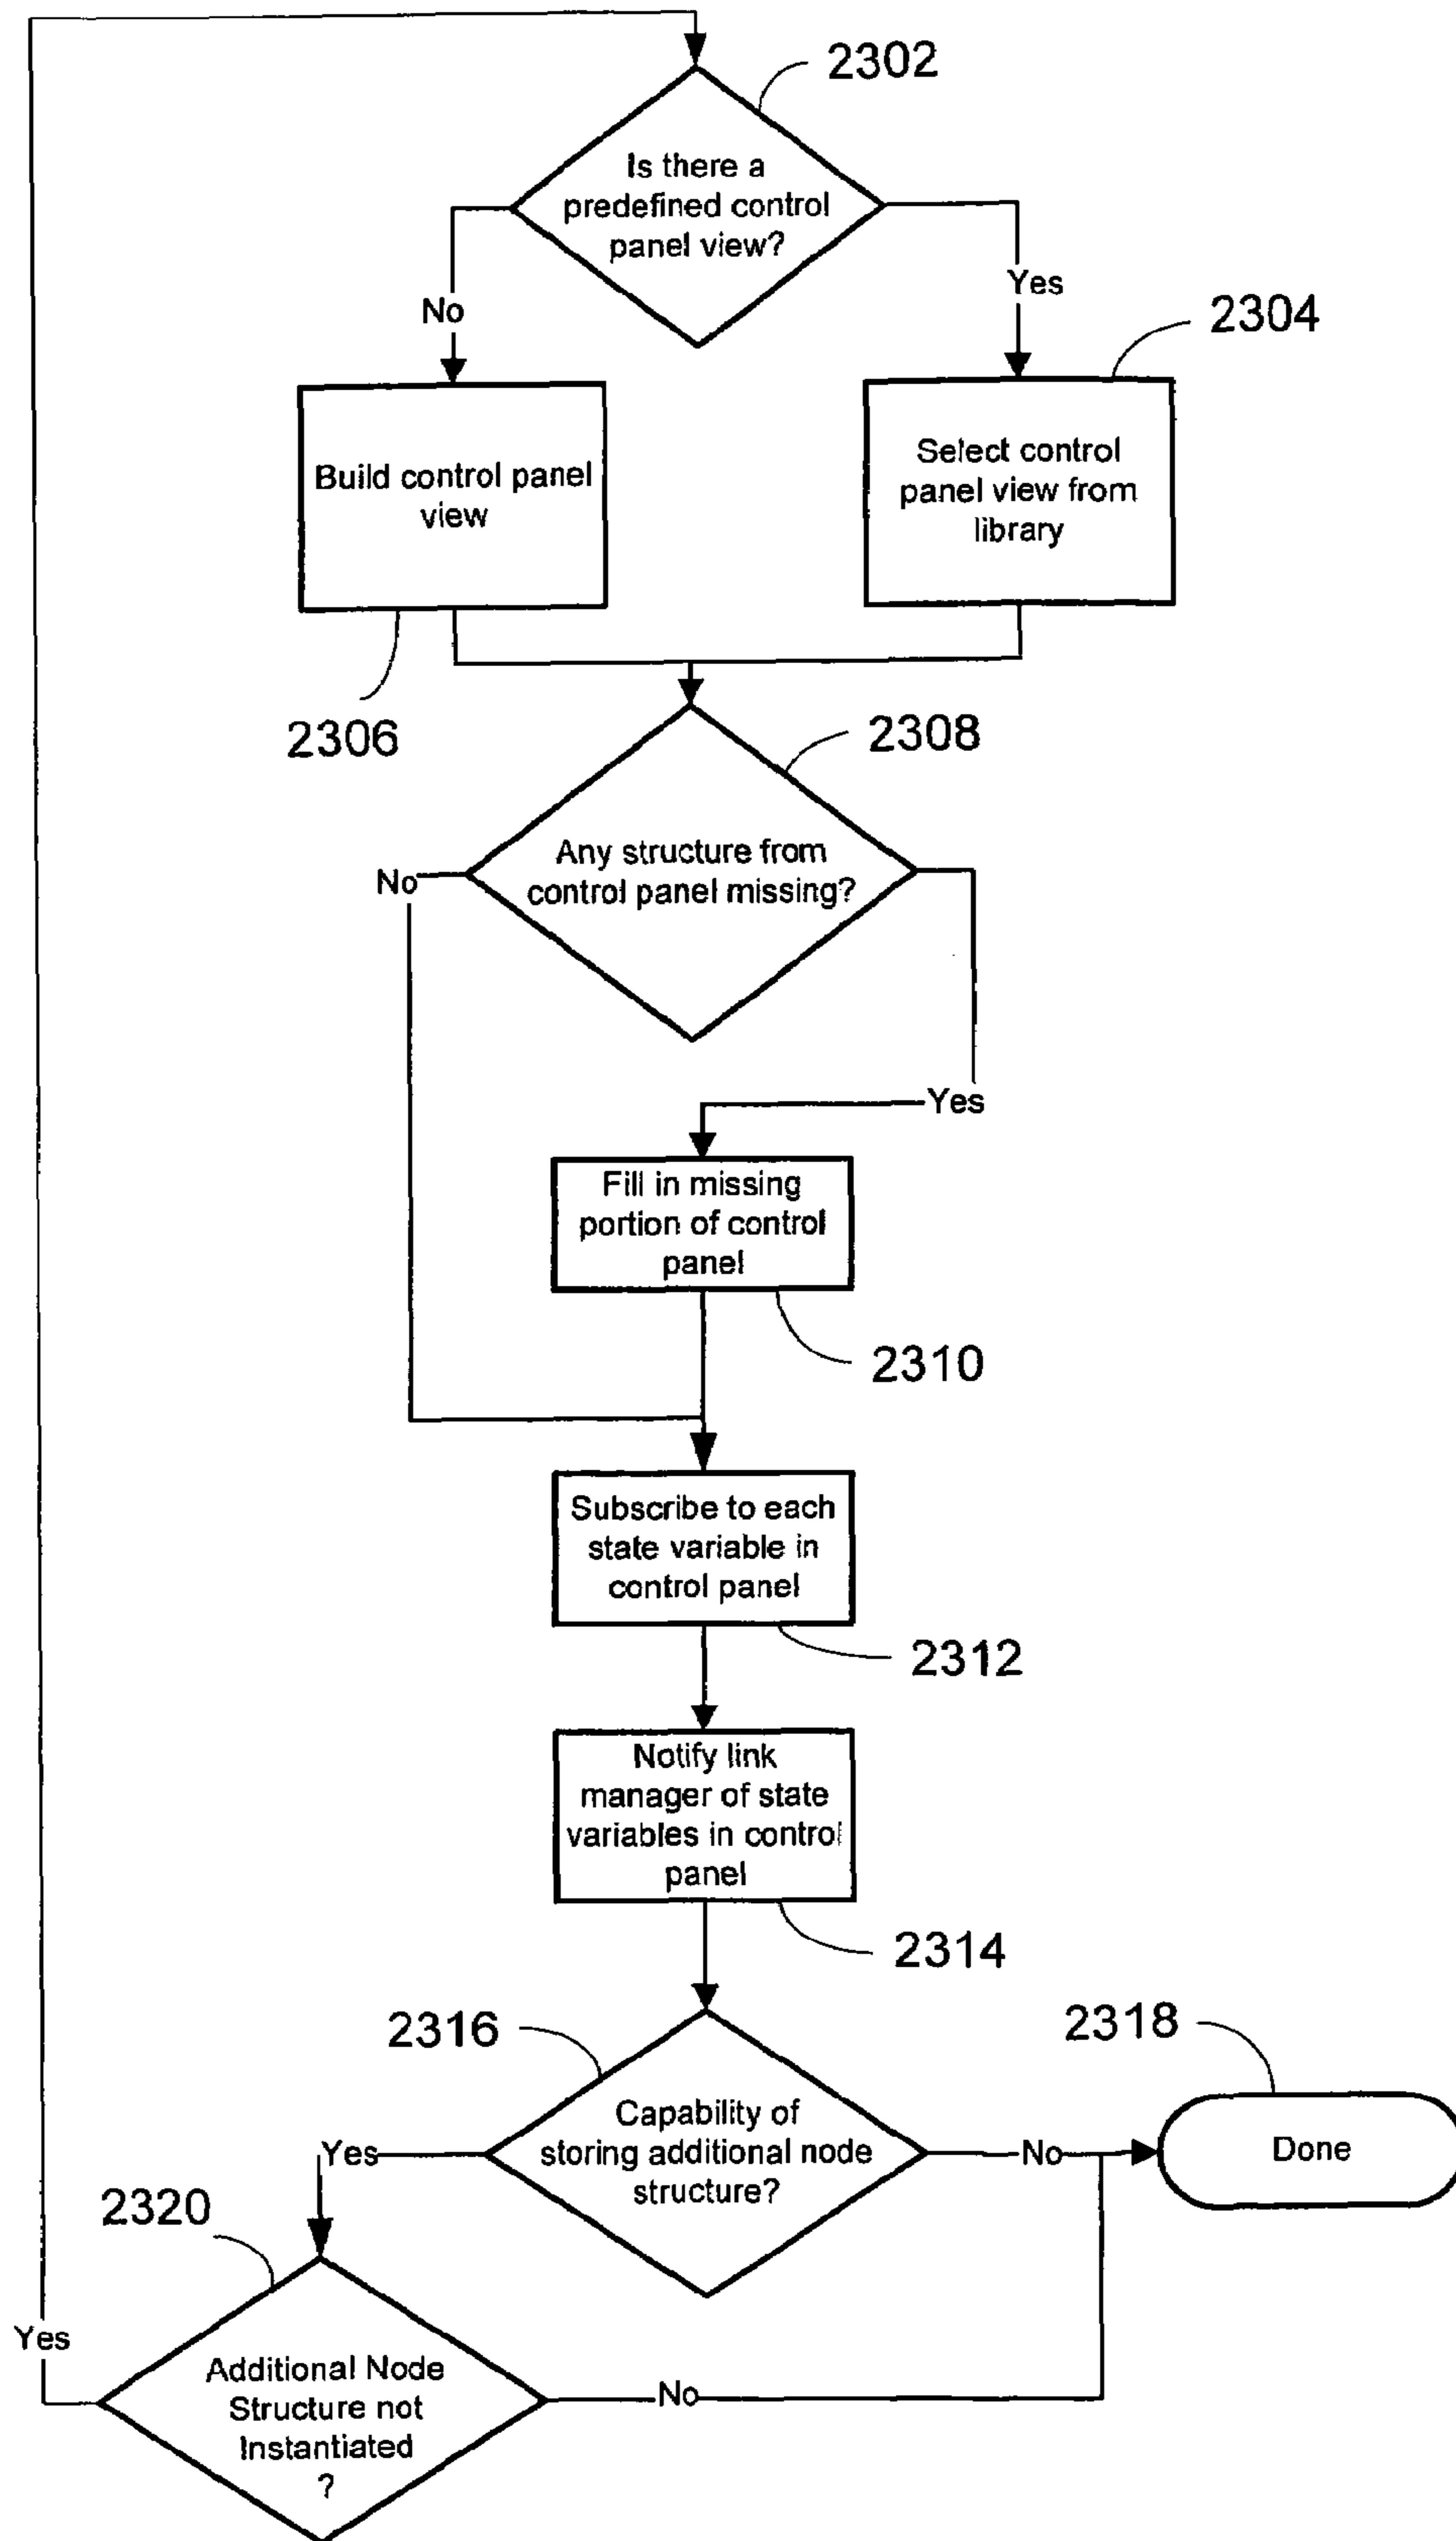 2302
Is there a
predefined control
panel view?
No
Yes
2304
Build control panel
view
Select control
panel view from
library
2306
2308
Any structure from
control panel missing?
No
Yes
Fill in missing
portion of control
panel
2310
Subscribe to each
state variable in
control panel
2312
Notify link
manager of state
variables in control
panel
2314
2316
2318
Capability of
storing additional node
structure?
Yes
No
Done
2320
Yes
Additional Node
Structure not
Instantiated
?
No